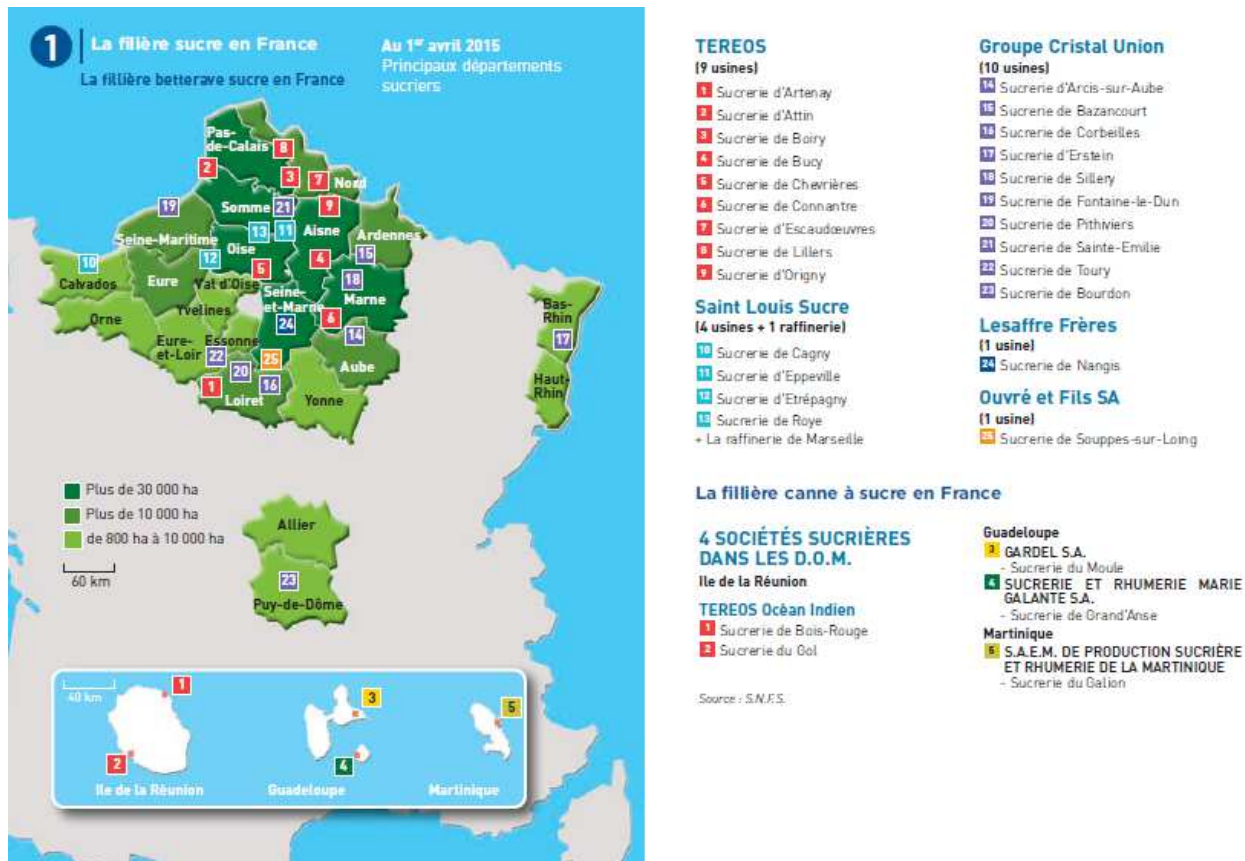 1
La filière sucre en France
La fillière betterave sucre en France
Au 1er avril 2015
Principaux départements
sucriers
Pas-
de-Calais
8
2
3
7
Nord
19
Somme
21
9
13
11
Aisne
Ardennes
Seine-Maritime
Oise
15
10
12
4
Calvados
Eure
Val d'Oise
5
18
Seine-
et-Marne
Marne
Bas-
Rhin
Orne
Yvelines
24
6
14
17
Eure-
et-Loir
Essonne
22
20
25
Aube
1
16
Haut-
Rhin
Loiret
Yonne
Plus de 30 000 ha
Plus de 10 000 ha
de 800 ha à 10 000 ha
60 km
Allier
23
Puy-de-Dôme
40 km
1
2
Ile de la Réunion
3
4
Guadeloupe
5
Martinique
TEREOS
(9 usines)
1 Sucrerie d'Artenay
2 Sucrerie d'Attin
3 Sucrerie de Boiry
4 Sucrerie de Bucy
5 Sucrerie de Chevrières
6 Sucrerie de Connantre
7 Sucrerie d'Escaudœuvres
8 Sucrerie de Lillers
9 Sucrerie d'Origny
Saint Louis Sucre
(4 usines + 1 raffinerie)
10 Sucrerie de Cagny
11 Sucrerie d'Eppeville
12 Sucrerie d'Etrépagny
13 Sucrerie de Roye
+ La raffinerie de Marseille
Groupe Cristal Union
(10 usines)
14 Sucrerie d'Arcis-sur-Aube
15 Sucrerie de Bazancourt
16 Sucrerie de Corbeilles
17 Sucrerie d'Erstein
18 Sucrerie de Sillery
19 Sucrerie de Fontaine-le-Dun
20 Sucrerie de Pithiviers
21 Sucrerie de Sainte-Emilie
22 Sucrerie de Toury
23 Sucrerie de Bourdon
Lesaffre Frères
(1 usine)
24 Sucrerie de Nangis
Ouvré et Fils SA
(1 usine)
25 Sucrerie de Souppes-sur-Loing
La fillière canne à sucre en France
4 SOCIÉTÉS SUCRIÈRES
DANS LES D.O.M.
Ile de la Réunion
TEREOS Océan Indien
1 Sucrerie de Bois-Rouge
2 Sucrerie du Gol
Source : S.N.F.S.
Guadeloupe
3 GARDEL S.A.
- Sucrerie du Moule
4 SUCRERIE ET RHUMERIE MARIE
GALANTE S.A.
- Sucrerie de Grand'Anse
Martinique
5 S.A.E.M. DE PRODUCTION SUCRIÈRE
ET RHUMERIE DE LA MARTINIQUE
- Sucrerie du Galion